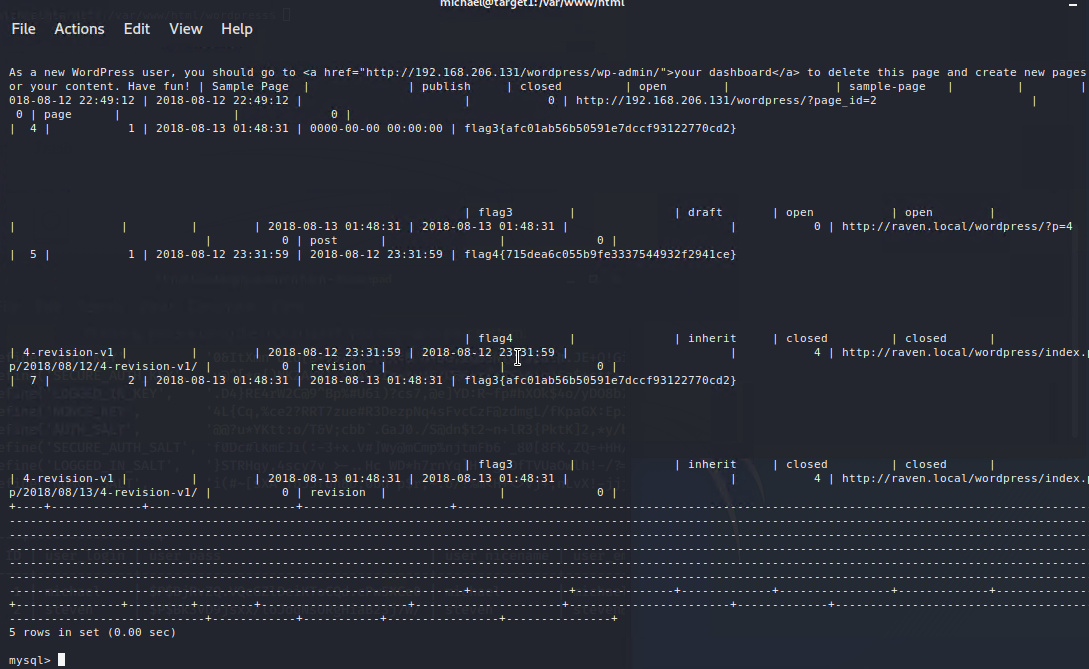 michael@target1:/var/www/html
File Actions Edit View Help
As a new WordPress user, you should go to <a href="http://192.168.206.131/wordpress/wp-admin/">your dashboard</a> to delete this page and create new pages
or your content. Have fun! | Sample Page | | publish | closed | open | | sample-page | | |
018-08-12 22:49:12 | 2018-08-12 22:49:12 | | 0 | http://192.168.206.131/wordpress/?page_id=2 |
0 | page | | 0 |
| 4 | 1 | 2018-08-13 01:48:31 | 0000-00-00 00:00:00 | flag3{afc01ab56b50591e7dccf93122770cd2}
| flag3 | | draft | open | open |
| | | | 2018-08-13 01:48:31 | 2018-08-13 01:48:31 | | 0 | http://raven.local/wordpress/?p=4
| 0 | post | | 0 |
| 5 | 1 | 2018-08-12 23:31:59 | 2018-08-12 23:31:59 | flag4{715dea6c055b9fe3337544932f2941ce}
| flag4 | | inherit | closed | closed |
| 4-revision-v1 | | | 2018-08-12 23:31:59 | 2018-08-12 23:31:59 | | 4 | http://raven.local/wordpress/index.p
p/2018/08/12/4-revision-v1/ | 0 | revision | | 0 |
| 7 | 2 | 2018-08-13 01:48:31 | 2018-08-13 01:48:31 | flag3{afc01ab56b50591e7dccf93122770cd2}
| flag3 | | inherit | closed | closed |
| 4-revision-v1 | | | 2018-08-13 01:48:31 | 2018-08-13 01:48:31 | | 4 | http://raven.local/wordpress/index.p
p/2018/08/13/4-revision-v1/ | 0 | revision | | 0 |
5 rows in set (0.00 sec)
mysql>